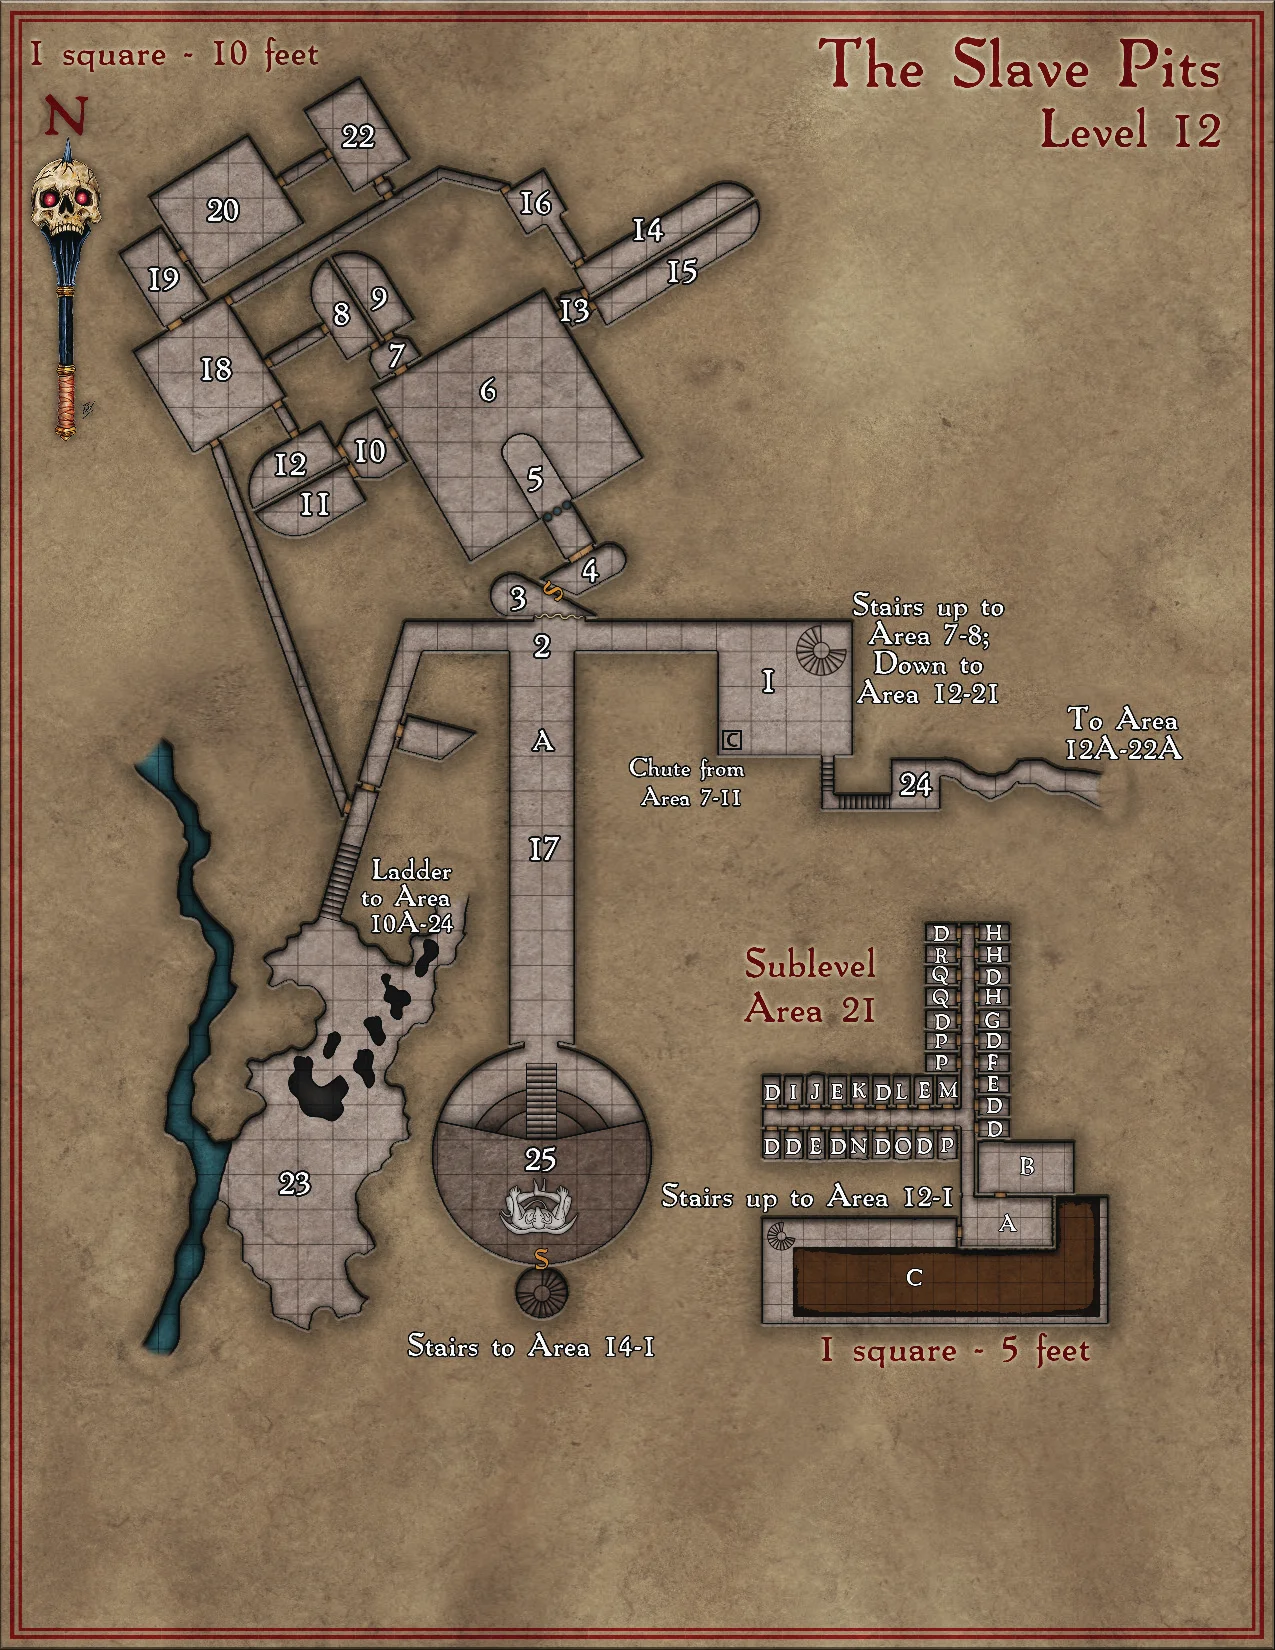 1 square - 10 feet
The Slave Pits
Level 12
N
22
20
16
14
19
15
9
8
13
7
18
6
10
12
5
11
4
S
3
2
Stairs up to
Area 7-8;
Down to
Area 12-21
1
To Area
12A-22A
A
C
Chute from
Area 7-11
24
17
Ladder
to Area
10A-24
Sublevel
Area 21
D H
R H
Q D
Q H
D G
P D
P F
E
D
D
D I J E K D L E M
D D E D N D O D P
25
23
B
Stairs up to Area 12-1
A
S
C
Stairs to Area 14-1
1 square - 5 feet